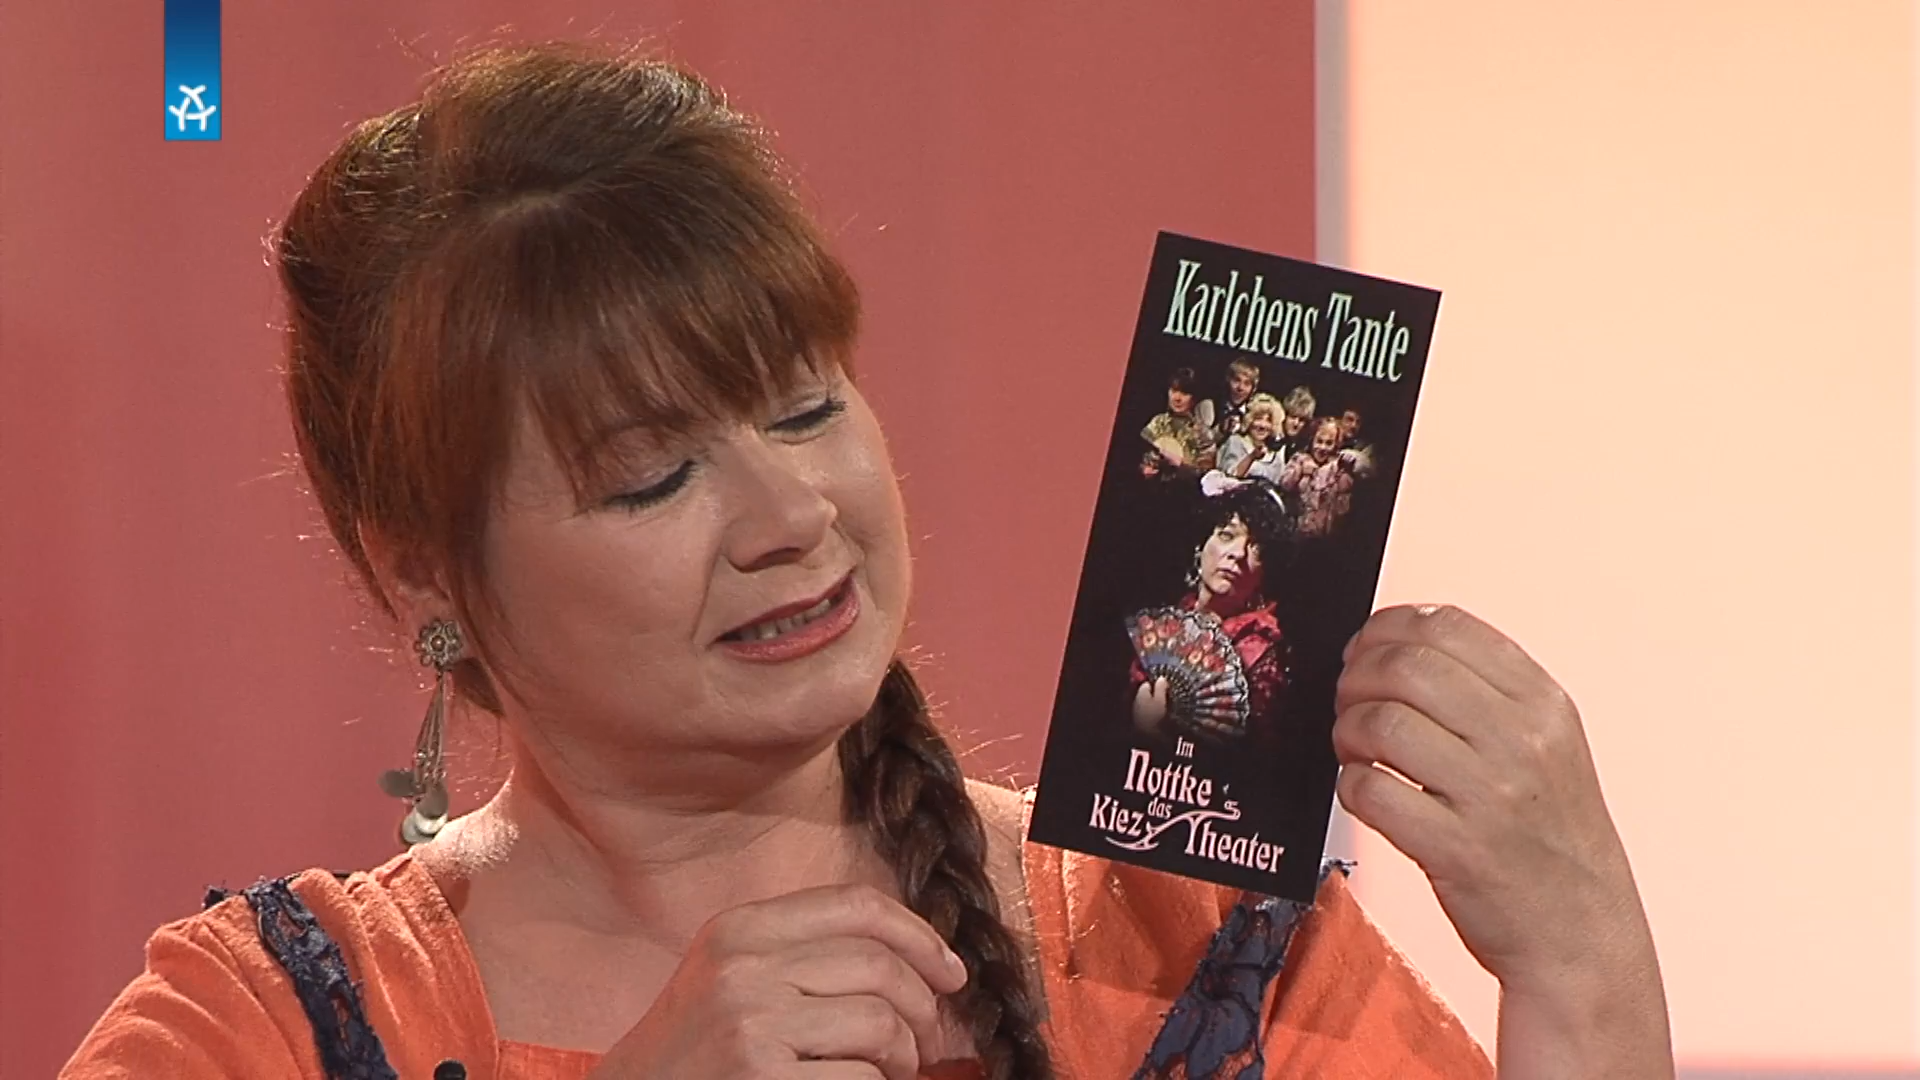 Karlchens Tante
im
Nottke
das
Kiez Theater